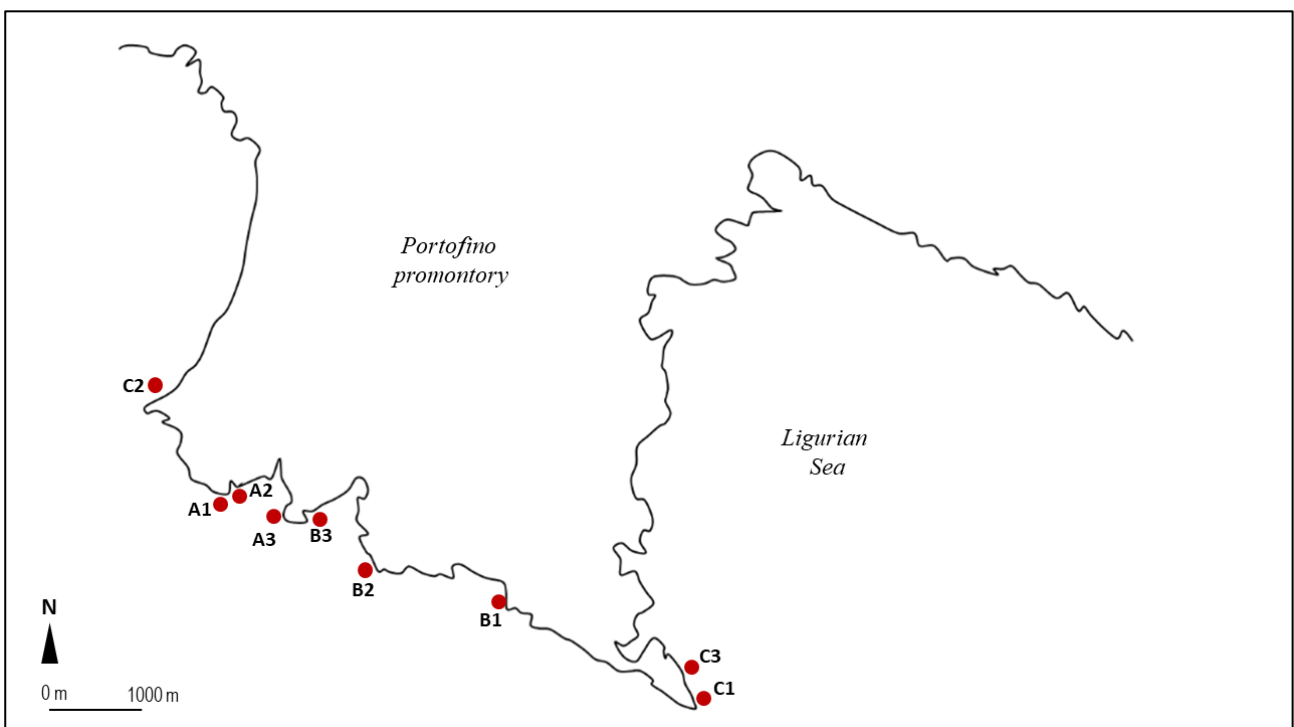 Portofino
promontory
C2
Ligurian
Sea
A2
A1
A3
B3
B2
B1
N
C3
C1
0 m
1000 m